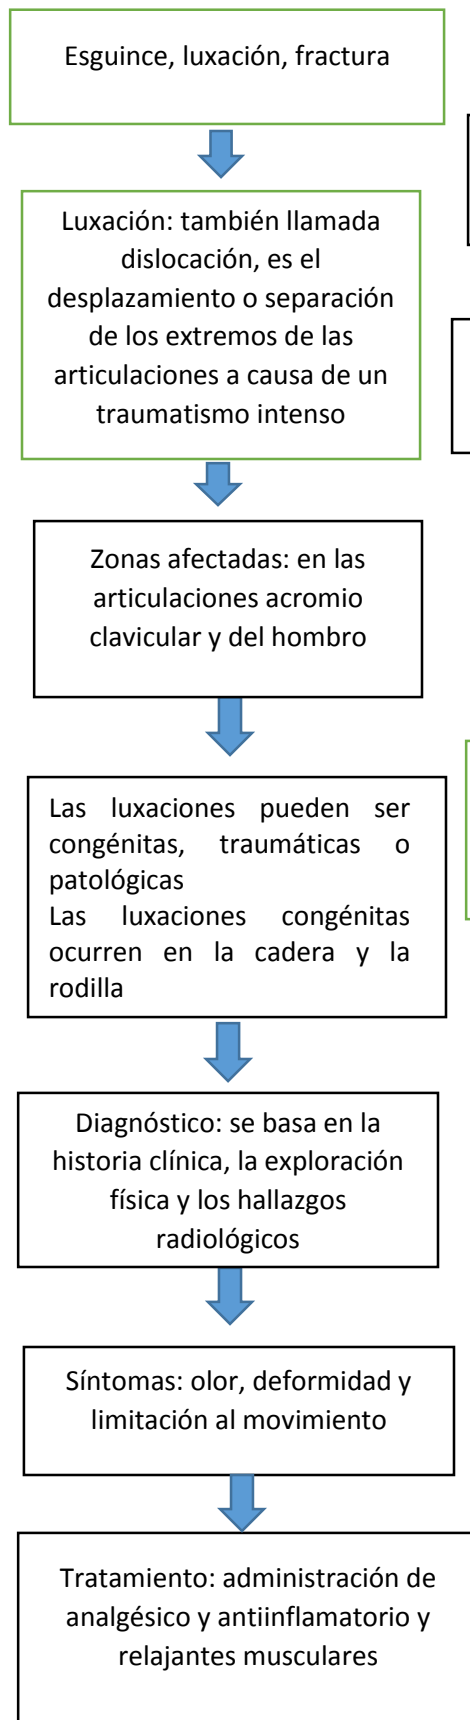 Esguince, luxación, fractura
Luxación: también llamada
dislocación, es el
desplazamiento o separación
de los extremos de las
articulaciones a causa de un
traumatismo intenso
Zonas afectadas: en las
articulaciones acromio
clavicular y del hombro
Las luxaciones pueden ser
congénitas, traumáticas o
patológicas
Las luxaciones congénitas
ocurren en la cadera y la
rodilla
Diagnóstico: se basa en la
historia clínica, la exploración
física y los hallazgos
radiológicos
Síntomas: olor, deformidad y
limitación al movimiento
Tratamiento: administración de
analgésico y antiinflamatorio y
relajantes musculares